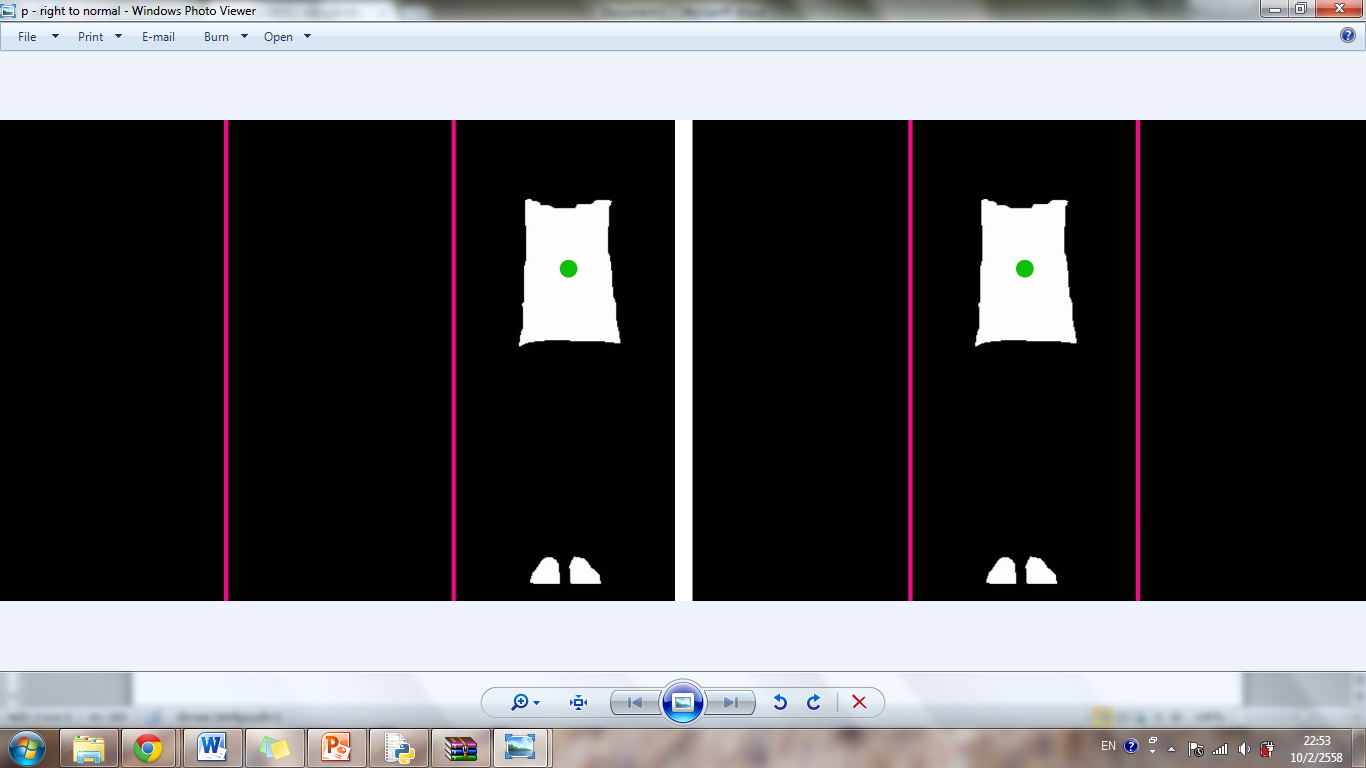 p - right to normal - Windows Photo Viewer
File Print E-mail Burn Open
EN
22:53
10/2/2558